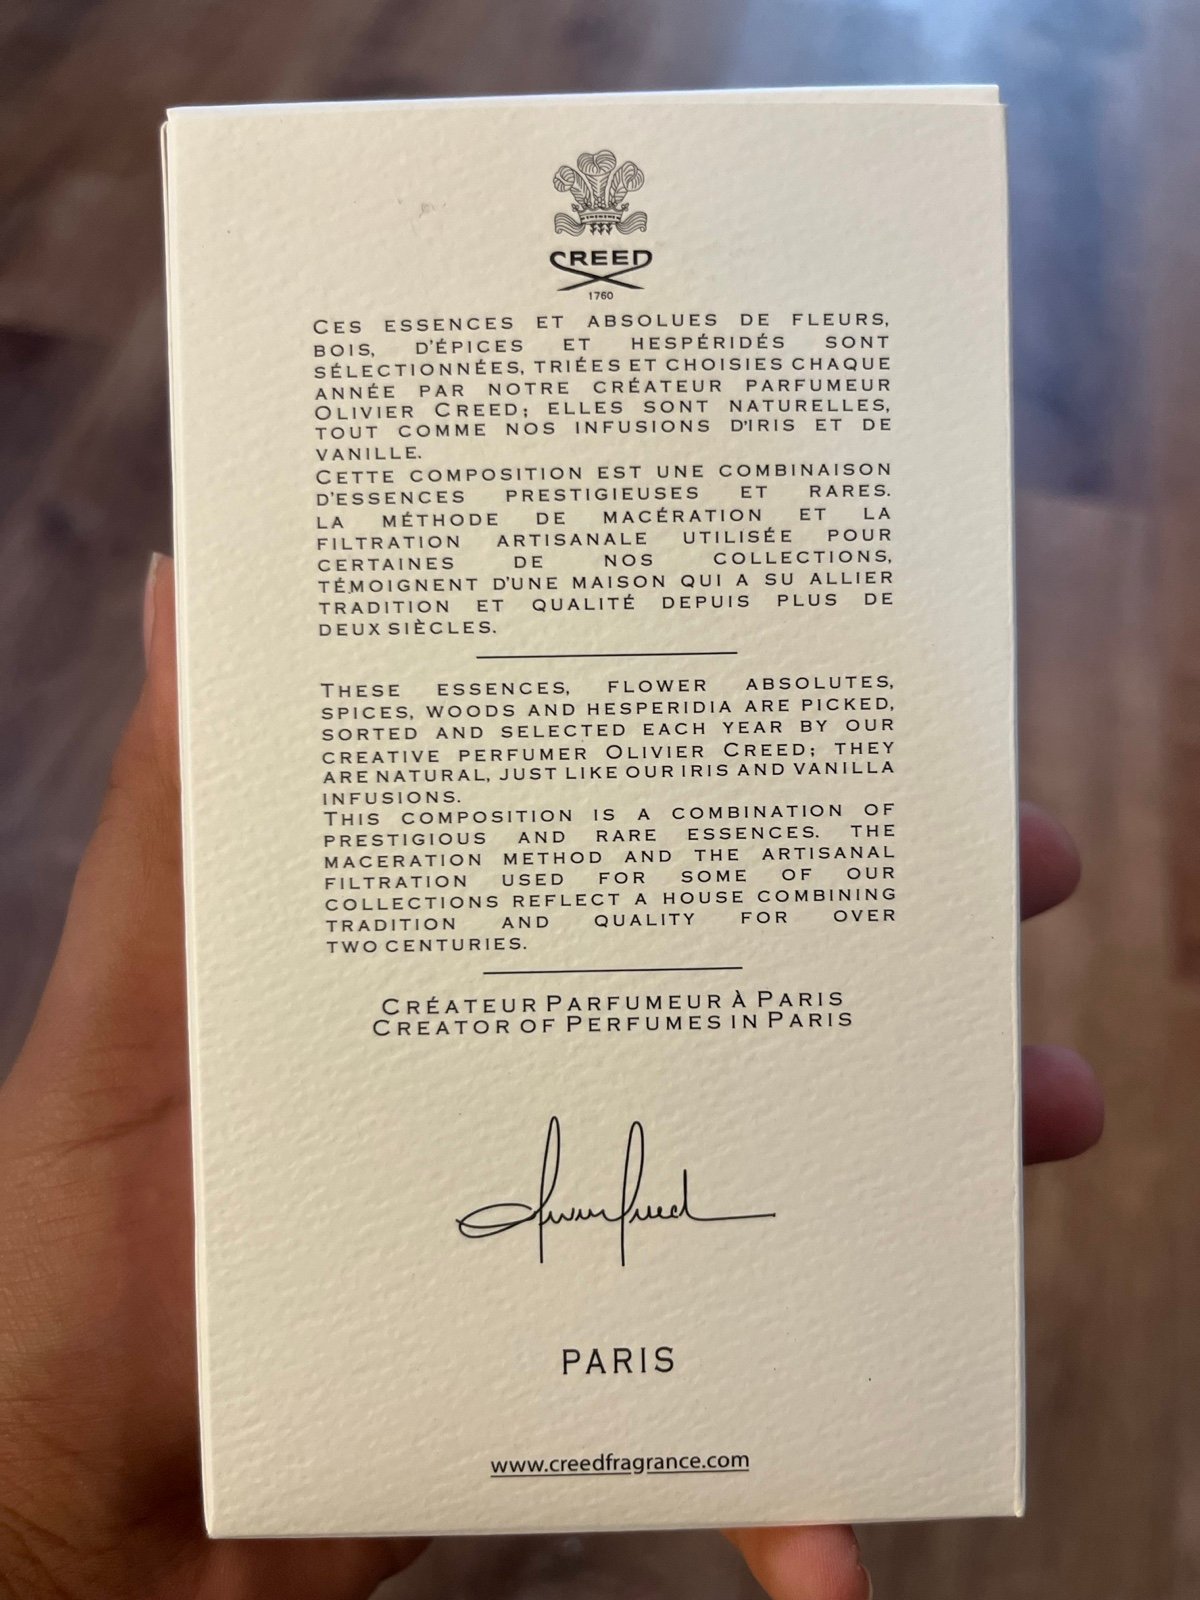 CREED
1760
CES ESSENCES ET ABSOLUES DE FLEURS,
BOIS, D'ÉPICES ET HESPÉRIDÉS SONT
SÉLECTIONNÉES, TRIÉES ET CHOISIES CHAQUE
ANNÉE PAR NOTRE CRÉATEUR PARFUMEUR
OLIVIER CREED; ELLES SONT NATURELLES,
TOUT COMME NOS INFUSIONS D'IRIS ET DE
VANILLE.
CETTE COMPOSITION EST UNE COMBINAISON
D'ESSENCES PRESTIGIEUSES ET RARES.
LA MÉTHODE DE MACÉRATION ET LA
FILTRATION ARTISANALE UTILISÉE POUR
CERTAINES DE NOS COLLECTIONS,
TÉMOIGNENT D'UNE MAISON QUI A SU ALLIER
TRADITION ET QUALITÉ DEPUIS PLUS DE
DEUX SIÈCLES.
THESE ESSENCES, FLOWER ABSOLUTES,
SPICES, WOODS AND HESPERIDIA ARE PICKED,
SORTED AND SELECTED EACH YEAR BY OUR
CREATIVE PERFUMER OLIVIER CREED; THEY
ARE NATURAL, JUST LIKE OUR IRIS AND VANILLA
INFUSIONS.
THIS COMPOSITION IS A COMBINATION OF
PRESTIGIOUS AND RARE ESSENCES. THE
MACERATION METHOD AND THE ARTISANAL
FILTRATION USED FOR SOME OF OUR
COLLECTIONS REFLECT A HOUSE COMBINING
TRADITION AND QUALITY FOR OVER
TWO CENTURIES.
CRÉATEUR PARFUMEUR À PARIS
CREATOR OF PERFUMES IN PARIS
Olivier Creed
PARIS
www.creedfragrance.com